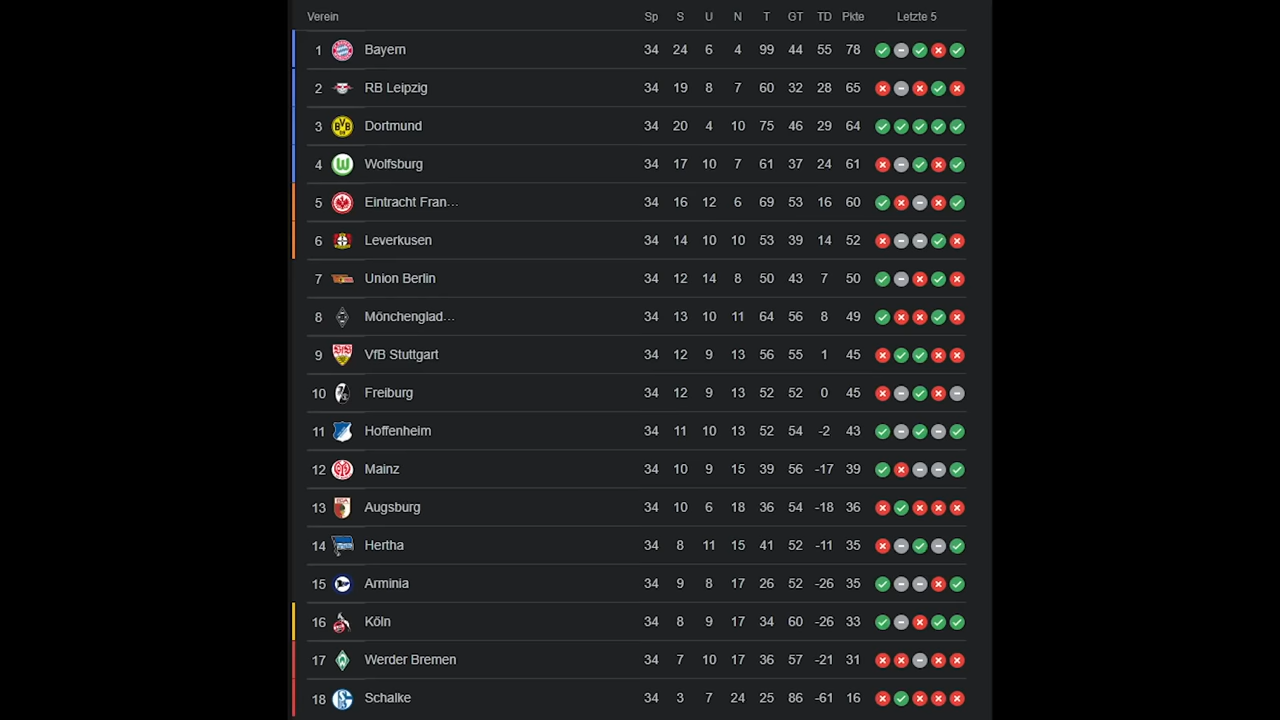 Verein Sp S U N T GT TD Pkte Letzte 5
1 Bayern 34 24 6 4 99 44 55 78
2 RB Leipzig 34 19 8 7 60 32 28 65
3 Dortmund 34 20 4 10 75 46 29 64
4 Wolfsburg 34 17 10 7 61 37 24 61
5 Eintracht Fran... 34 16 12 6 69 53 16 60
6 Leverkusen 34 14 10 10 53 39 14 52
7 Union Berlin 34 12 14 8 50 43 7 50
8 Mönchenglad... 34 13 10 11 64 56 8 49
9 VfB Stuttgart 34 12 9 13 56 55 1 45
10 Freiburg 34 12 9 13 52 52 0 45
11 Hoffenheim 34 11 10 13 52 54 -2 43
12 Mainz 34 10 9 15 39 56 -17 39
13 Augsburg 34 10 6 18 36 54 -18 36
14 Hertha 34 8 11 15 41 52 -11 35
15 Arminia 34 9 8 17 26 52 -26 35
16 Köln 34 8 9 17 34 60 -26 33
17 Werder Bremen 34 7 10 17 36 57 -21 31
18 Schalke 34 3 7 24 25 86 -61 16